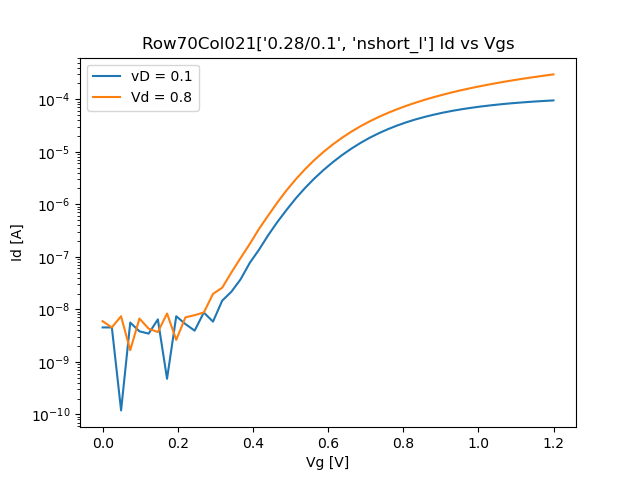 Row70Col021['0.28/0.1', 'nshort_l'] Id vs Vgs
vD = 0.1
Vd = 0.8
Id [A]
10⁻⁴
10⁻⁵
10⁻⁶
10⁻⁷
10⁻⁸
10⁻⁹
10⁻¹⁰
0.0 0.2 0.4 0.6 0.8 1.0 1.2
Vg [V]